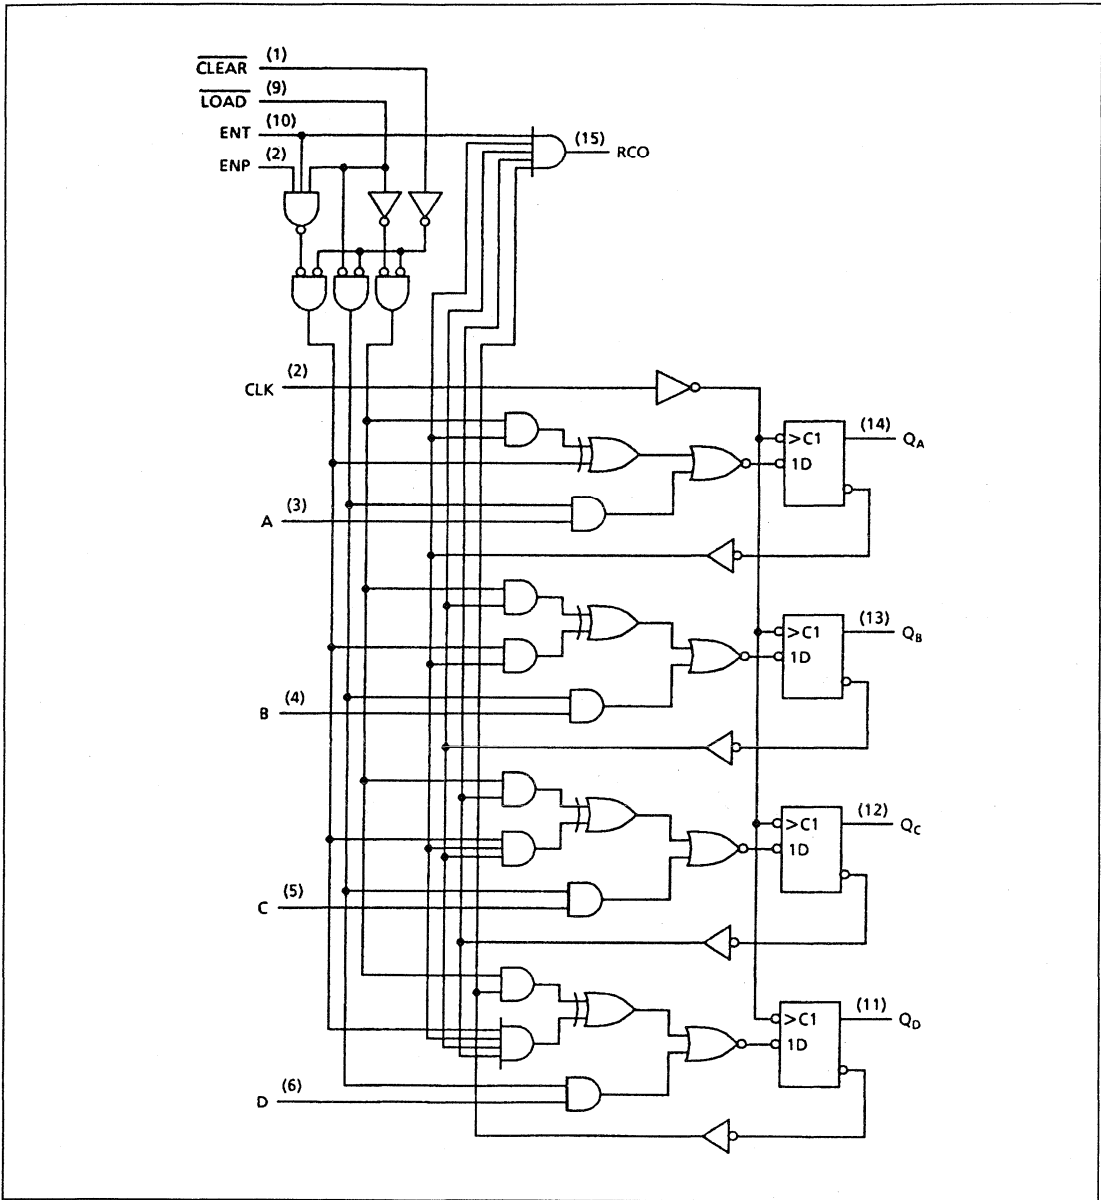 CLEAR (1)
LOAD (9)
ENT (10)
ENP (2)
(15) RCO
CLK (2)
>C1 (14) QA
1D
A (3)
>C1 (13) QB
1D
B (4)
>C1 (12) QC
1D
C (5)
>C1 (11) QD
1D
D (6)